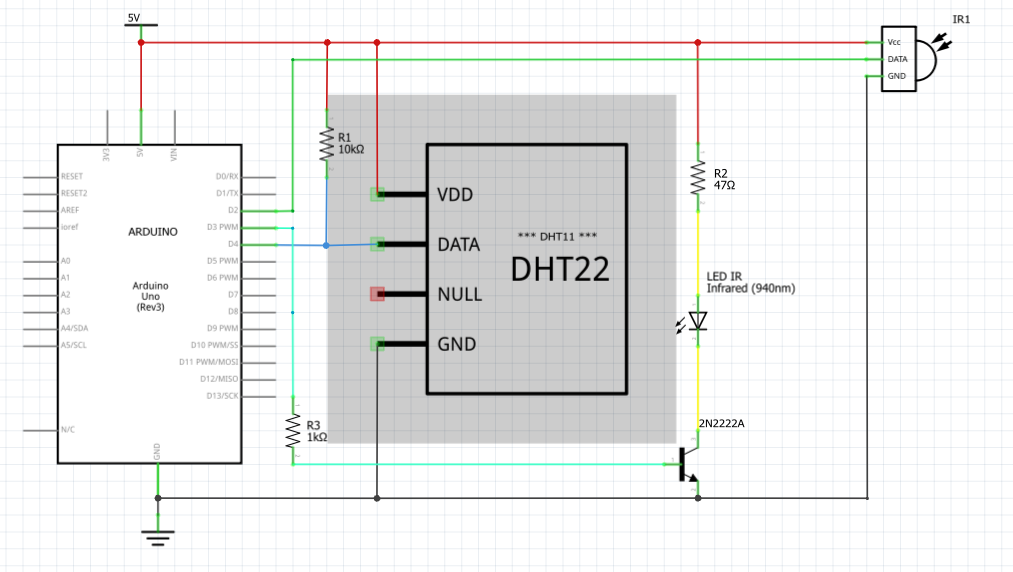 5V
IR1
Vcc
DATA
GND
3V3
5V
VIN
RESET
RESET2
AREF
ioref
A0
A1
A2
A3
A4/SDA
A5/SCL
N/C
ARDUINO
Arduino
Uno
(Rev3)
D0/RX
D1/TX
D2
D3 PWM
D4
D5 PWM
D6 PWM
D7
D8
D9 PWM
D10 PWM/SS
D11 PWM/MOSI
D12/MISO
D13/SCK
GND
R1
10kΩ
VDD
DATA
NULL
GND
*** DHT11 ***
DHT22
R2
47Ω
LED IR
Infrared (940nm)
2N2222A
R3
1kΩ